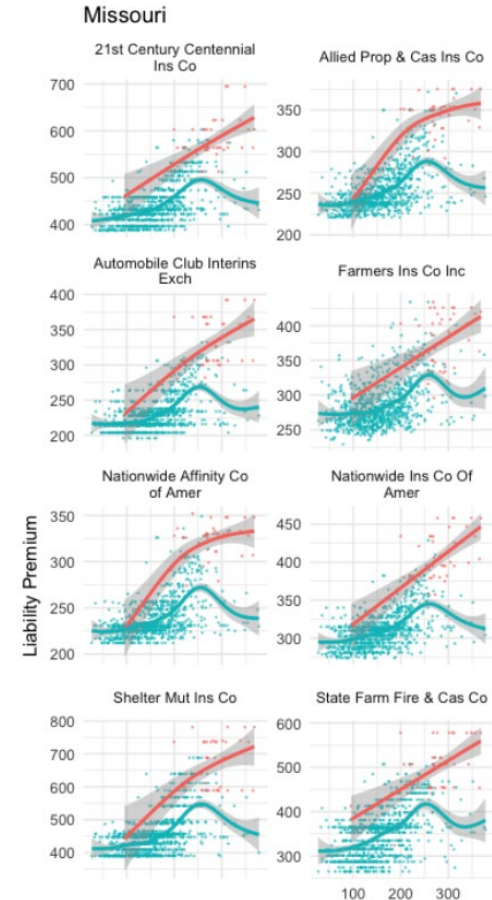 Missouri
21st Century Centennial
Ins Co
Allied Prop & Cas Ins Co
700
600
500
400
350
300
250
200
Automobile Club Interins
Exch
Farmers Ins Co Inc
400
350
300
250
200
400
350
300
250
Nationwide Affinity Co
of Amer
Nationwide Ins Co Of
Amer
350
300
250
200
450
400
350
300
Liability Premium
Shelter Mut Ins Co
State Farm Fire & Cas Co
800
700
600
500
400
600
500
400
300
100 200 300